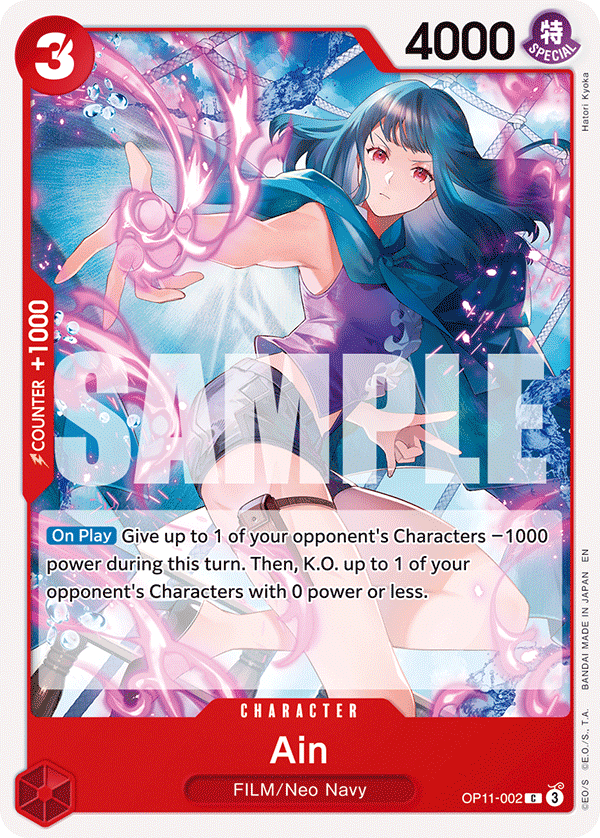 3
4000
特
SPECIAL
Hatori Kyoka
COUNTER +1000
SAMPLE
On Play Give up to 1 of your opponent's Characters −1000
power during this turn. Then, K.O. up to 1 of your
opponent's Characters with 0 power or less.
CHARACTER
Ain
FILM/Neo Navy
OP11-002 C 3
©E.O/S ©E.O./S., T.A. BANDAI MADE IN JAPAN EN